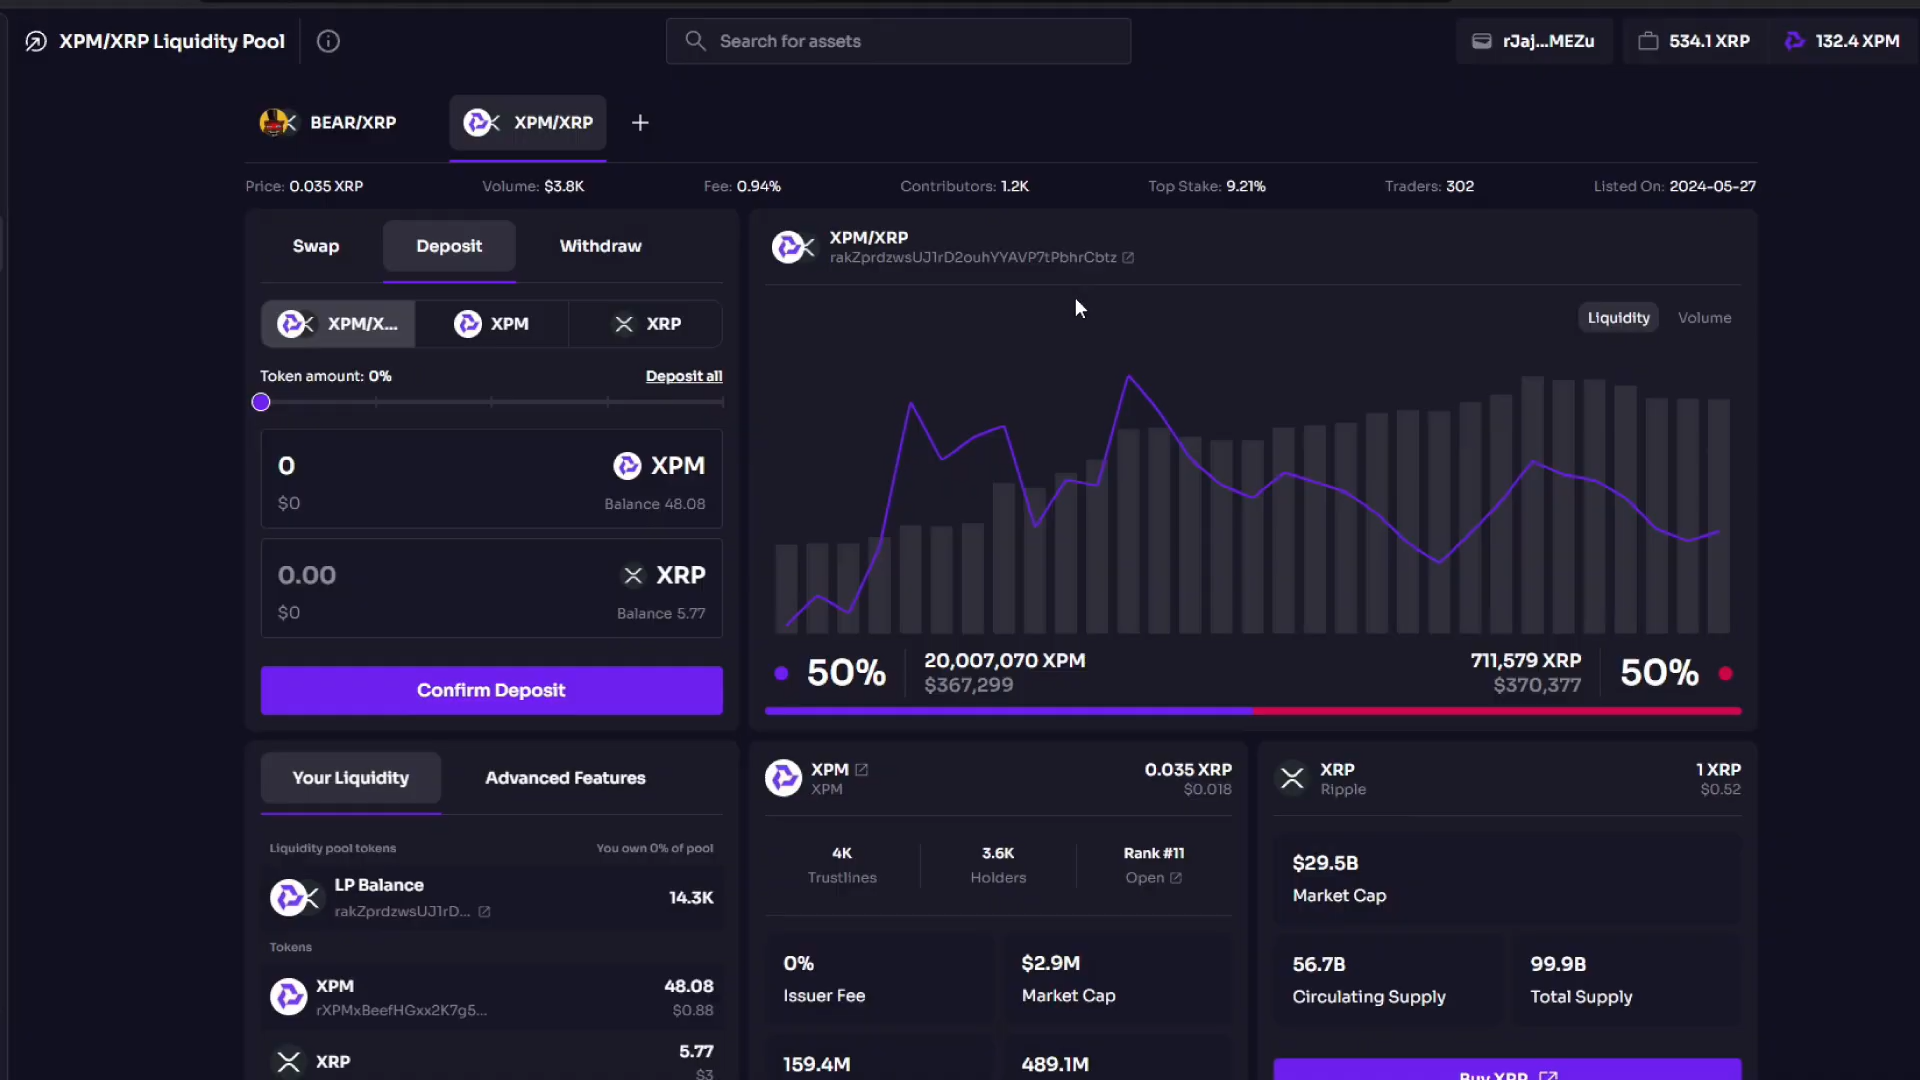 XPM/XRP Liquidity Pool
Search for assets
rJaj...MEZu
534.1 XRP
132.4 XPM
BEAR/XRP
XPM/XRP
Price: 0.035 XRP
Volume: $3.8K
Fee: 0.94%
Contributors: 1.2K
Top Stake: 9.21%
Traders: 302
Listed On: 2024-05-27
Swap
Deposit
Withdraw
XPM/X...
XPM
XRP
Token amount: 0%
Deposit all
0
XPM
$0
Balance 48.08
0.00
XRP
$0
Balance 5.77
Confirm Deposit
XPM/XRP
rakZprdzwsUJ1rD2ouhYYAVP7tPbhrCbtz
Liquidity
Volume
50%
20,007,070 XPM
$367,299
711,579 XRP
$370,377
50%
Your Liquidity
Advanced Features
Liquidity pool tokens
You own 0% of pool
LP Balance
rakZprdzwsUJ1rD...
14.3K
Tokens
XPM
rXPMxBeefHGxx2K7g5...
48.08
$0.88
XRP
5.77
$3
XPM
XPM
0.035 XRP
$0.018
4K
Trustlines
3.6K
Holders
Rank #11
Open
0%
Issuer Fee
$2.9M
Market Cap
159.4M
489.1M
XRP
Ripple
1 XRP
$0.52
$29.5B
Market Cap
56.7B
Circulating Supply
99.9B
Total Supply
Buy XRP